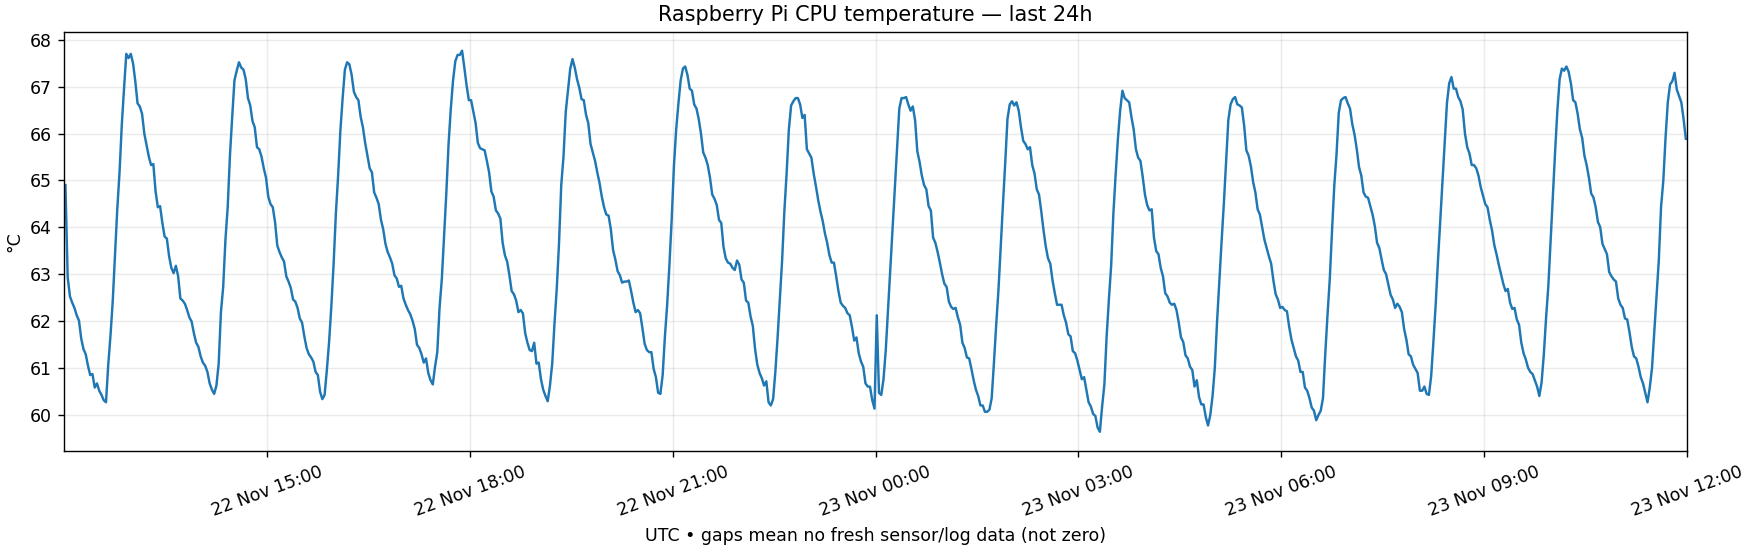 Raspberry Pi CPU temperature — last 24h
68
67
66
65
64
63
62
61
60
°C
22 Nov 15:00
22 Nov 18:00
22 Nov 21:00
23 Nov 00:00
23 Nov 03:00
23 Nov 06:00
23 Nov 09:00
23 Nov 12:00
UTC • gaps mean no fresh sensor/log data (not zero)